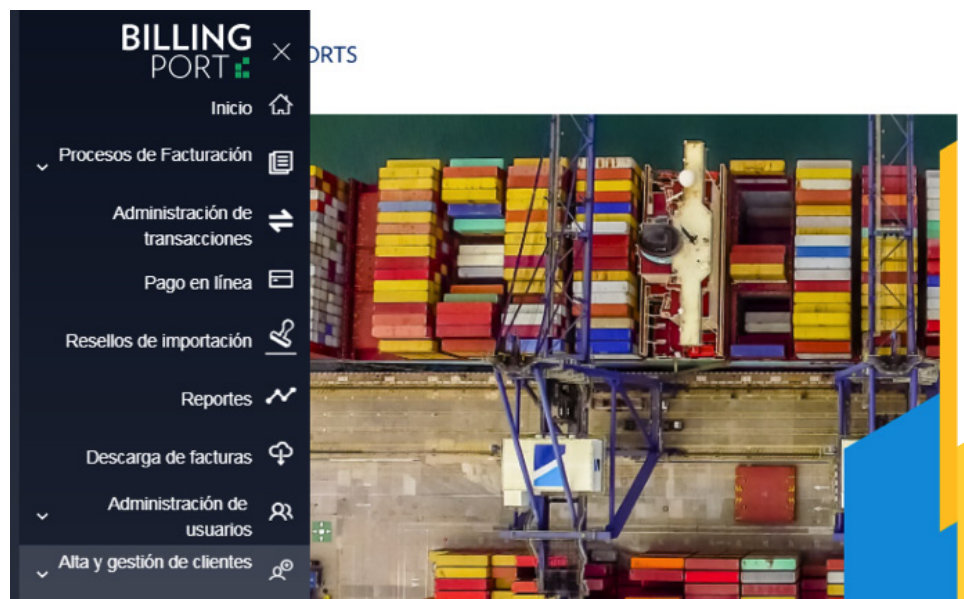 BILLING
PORT
ORTS
Inicio
Procesos de Facturación
Administración de
transacciones
Pago en línea
Resellos de importación
Reportes
Descarga de facturas
Administración de
usuarios
Alta y gestión de clientes